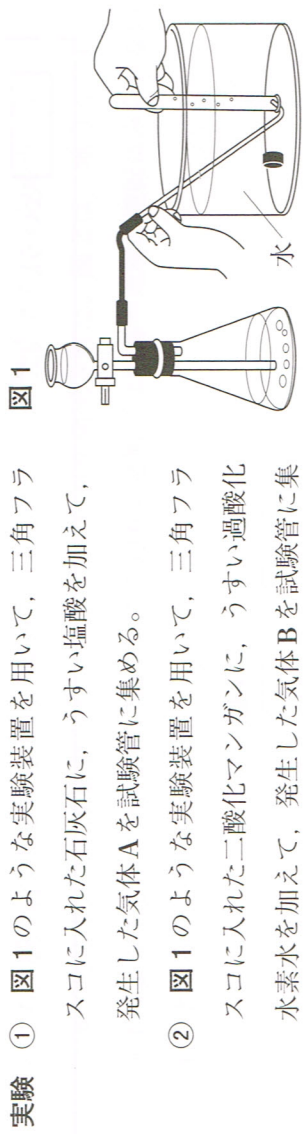 実験 ① 図1のような実験装置を用いて，三角フラ
スコに入れた石灰石に，うすい塩酸を加えて，
発生した気体Aを試験管に集める。
② 図1のような実験装置を用いて，三角フラ
スコに入れた二酸化マンガンに，うすい過酸化
水素水を加えて，発生した気体Bを試験管に集
図1
水